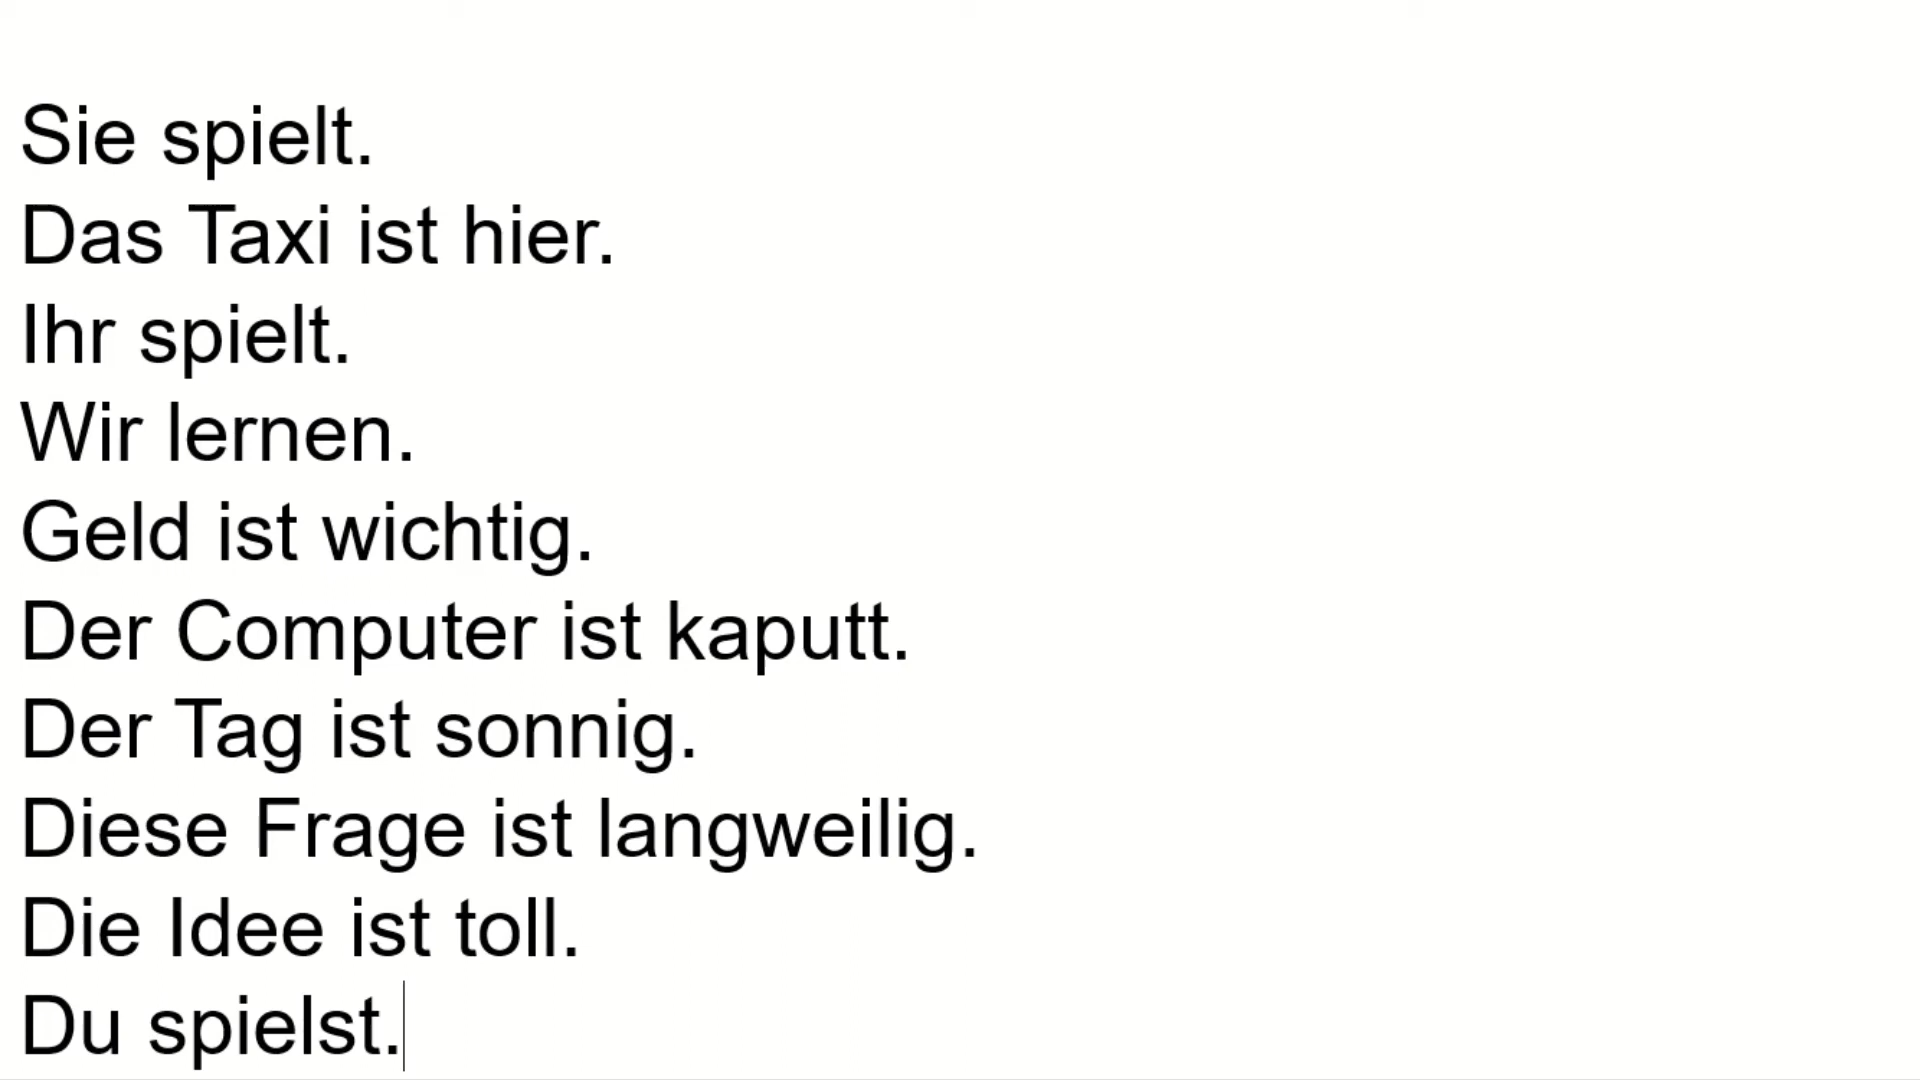 Sie spielt.
Das Taxi ist hier.
Ihr spielt.
Wir lernen.
Geld ist wichtig.
Der Computer ist kaputt.
Der Tag ist sonnig.
Diese Frage ist langweilig.
Die Idee ist toll.
Du spielst.